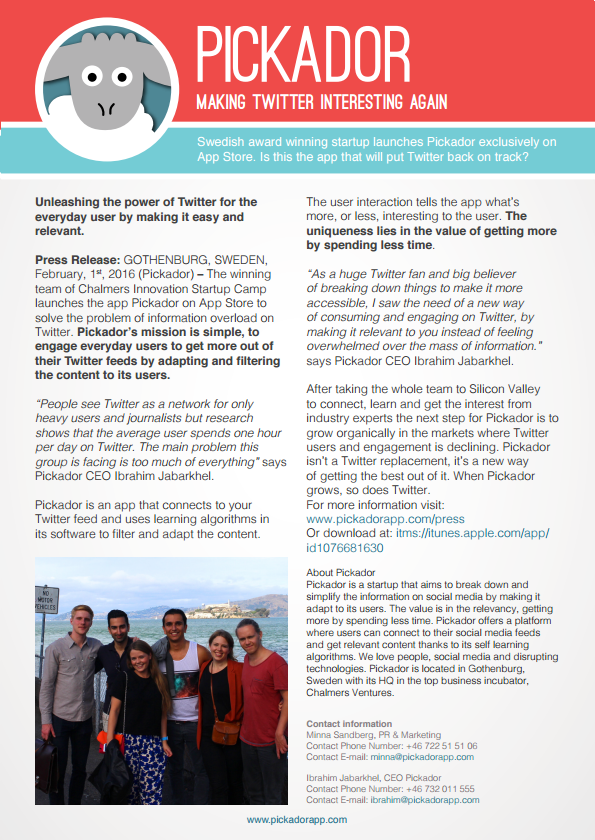 PICKADOR
MAKING TWITTER INTERESTING AGAIN
Swedish award winning startup launches Pickador exclusively on
App Store. Is this the app that will put Twitter back on track?
Unleashing the power of Twitter for the
everyday user by making it easy and
relevant.
Press Release: GOTHENBURG, SWEDEN,
February, 1st, 2016 (Pickador) – The winning
team of Chalmers Innovation Startup Camp
launches the app Pickador on App Store to
solve the problem of information overload on
Twitter. Pickador’s mission is simple, to
engage everyday users to get more out of
their Twitter feeds by adapting and filtering
the content to its users.
“People see Twitter as a network for only
heavy users and journalists but research
shows that the average user spends one hour
per day on Twitter. The main problem this
group is facing is too much of everything” says
Pickador CEO Ibrahim Jabarkhel.
Pickador is an app that connects to your
Twitter feed and uses learning algorithms in
its software to filter and adapt the content.
NO
MOTOR
VEHICLES
The user interaction tells the app what’s
more, or less, interesting to the user. The
uniqueness lies in the value of getting more
by spending less time.
“As a huge Twitter fan and big believer
of breaking down things to make it more
accessible, I saw the need of a new way
of consuming and engaging on Twitter, by
making it relevant to you instead of feeling
overwhelmed over the mass of information.”
says Pickador CEO Ibrahim Jabarkhel.
After taking the whole team to Silicon Valley
to connect, learn and get the interest from
industry experts the next step for Pickador is to
grow organically in the markets where Twitter
users and engagement is declining. Pickador
isn’t a Twitter replacement, it’s a new way
of getting the best out of it. When Pickador
grows, so does Twitter.
For more information visit:
www.pickadorapp.com/press
Or download at: itms://itunes.apple.com/app/
id1076681630
About Pickador
Pickador is a startup that aims to break down and
simplify the information on social media by making it
adapt to its users. The value is in the relevancy, getting
more by spending less time. Pickador offers a platform
where users can connect to their social media feeds
and get relevant content thanks to its self learning
algorithms. We love people, social media and disrupting
technologies. Pickador is located in Gothenburg,
Sweden with its HQ in the top business incubator,
Chalmers Ventures.
Contact information
Minna Sandberg, PR & Marketing
Contact Phone Number: +46 722 51 51 06
Contact E-mail: minna@pickadorapp.com
Ibrahim Jabarkhel, CEO Pickador
Contact Phone Number: +46 732 011 555
Contact E-mail: ibrahim@pickadorapp.com
www.pickadorapp.com